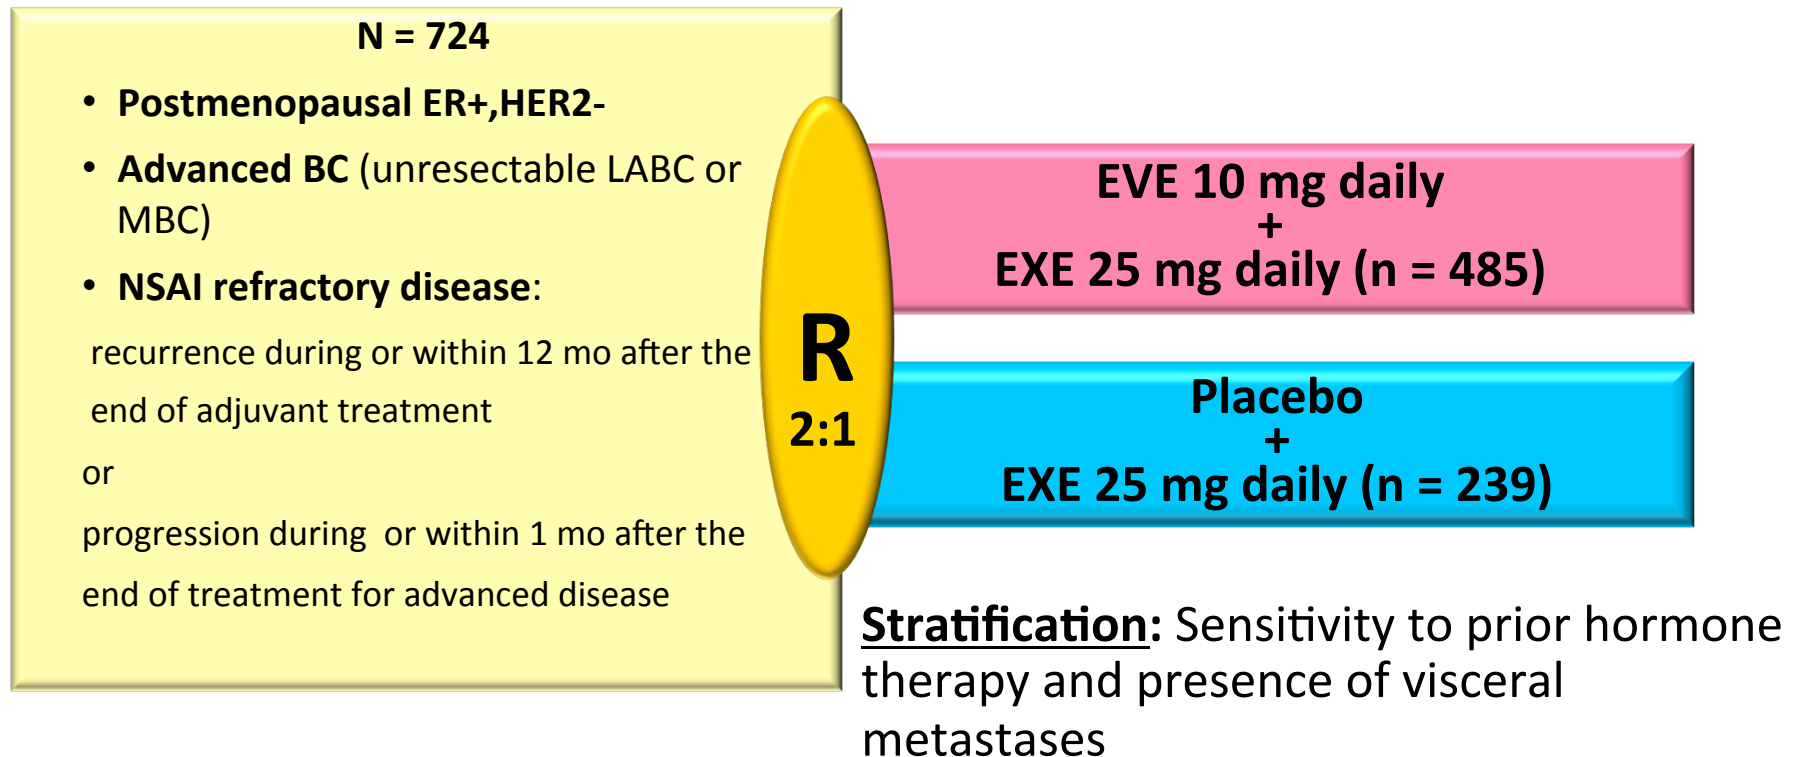 N = 724
• Postmenopausal ER+,HER2-
• Advanced BC (unresectable LABC or
MBC)
• NSAI refractory disease:
recurrence during or within 12 mo after the
end of adjuvant treatment
or
progression during  or within 1 mo after the
end of treatment for advanced disease
R
2:1
EVE 10 mg daily
+
EXE 25 mg daily (n = 485)
Placebo
+
EXE 25 mg daily (n = 239)
Stratification: Sensitivity to prior hormone
therapy and presence of visceral
metastases